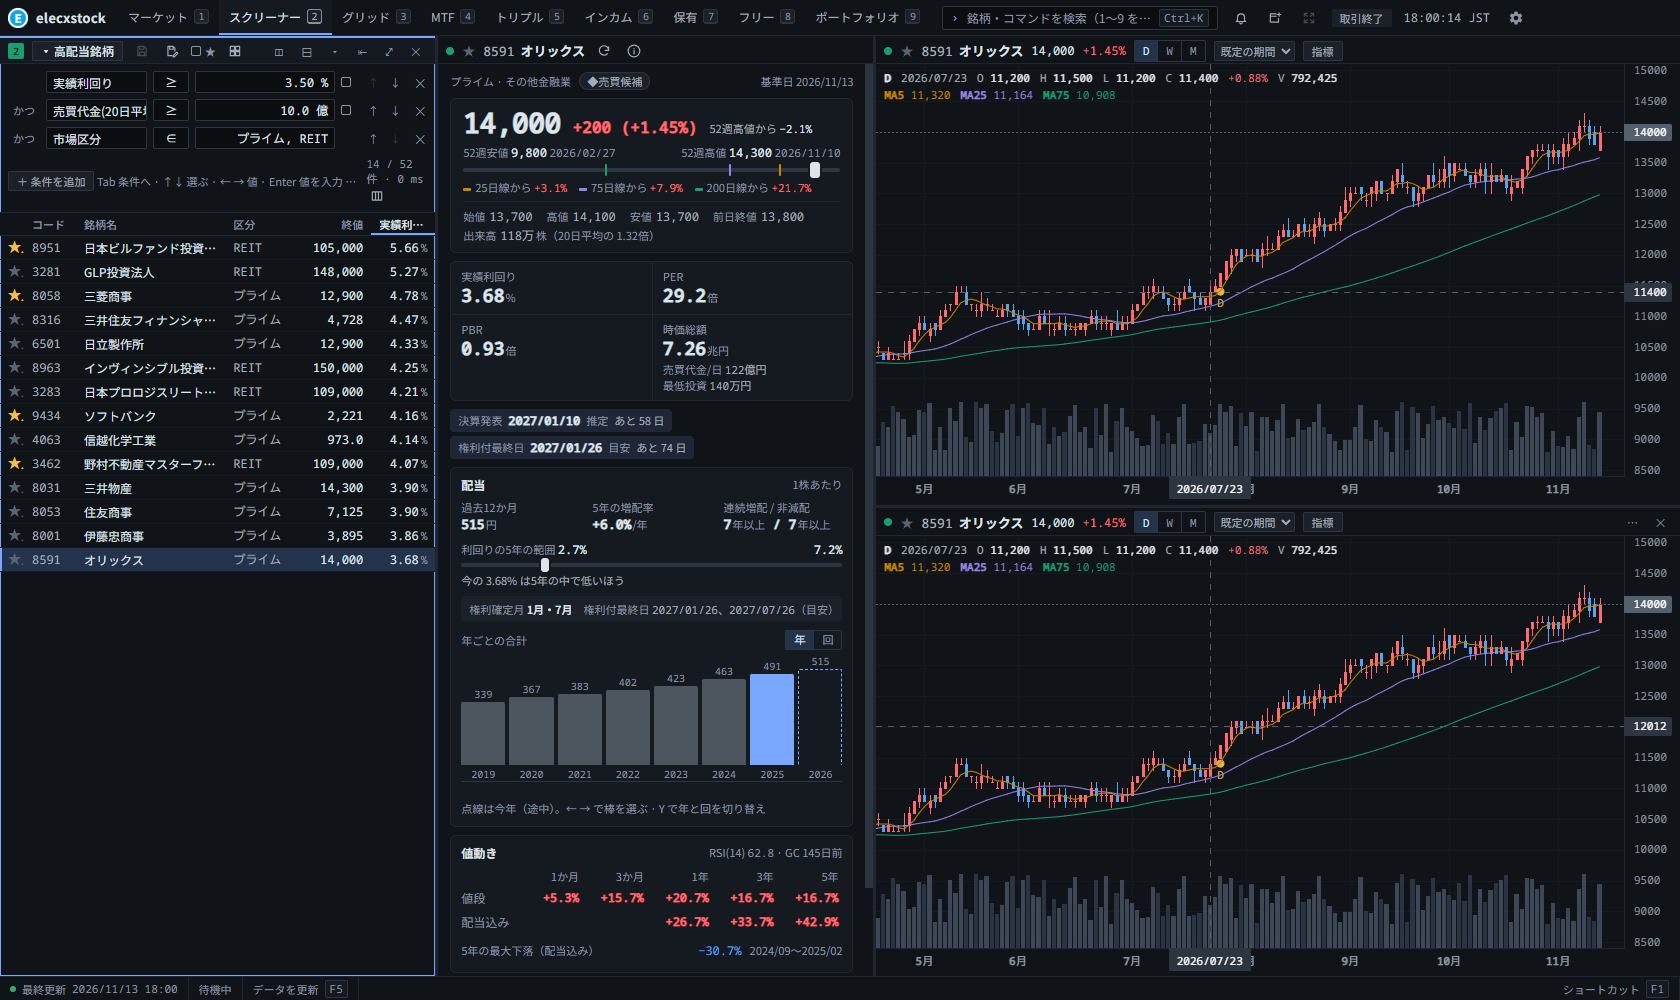 elecxstock マーケット 1 スクリーナー 2 グリッド 3 MTF 4 トリプル 5 インカム 6 保有 7 フリー 8 ポートフォリオ 9 › 銘柄・コマンドを検索（1〜9 を… Ctrl+K 取引終了 18:00:14 JST
2 高配当銘柄
実績利回り ≥ 3.50 %
かつ 売買代金(20日平均 ≥ 10.0 億
かつ 市場区分 ∈ プライム, REIT
＋ 条件を追加 Tab 条件へ · ↑ ↓ 選ぶ · ← → 値 · Enter 値を入力 … 14 / 52 件 · 0 ms
コード 銘柄名 区分 終値 実績利…
8951 日本ビルファンド投資… REIT 105,000 5.66%
3281 GLP投資法人 REIT 148,000 5.27%
8058 三菱商事 プライム 12,900 4.78%
8316 三井住友フィナンシャ… プライム 4,728 4.47%
6501 日立製作所 プライム 12,900 4.33%
8963 インヴィンシブル投資… REIT 150,000 4.25%
3283 日本プロロジスリート… REIT 109,000 4.21%
9434 ソフトバンク プライム 2,221 4.16%
4063 信越化学工業 プライム 973.0 4.14%
3462 野村不動産マスターフ… REIT 109,000 4.07%
8031 三井物産 プライム 14,300 3.90%
8053 住友商事 プライム 7,125 3.90%
8001 伊藤忠商事 プライム 3,895 3.86%
8591 オリックス プライム 14,000 3.68%
8591 オリックス
プライム・その他金融業 ◆売買候補 基準日 2026/11/13
14,000 +200 (+1.45%) 52週高値から −2.1%
52週安値 9,800 2026/02/27 52週高値 14,300 2026/11/10
25日線から +3.1% 75日線から +7.9% 200日線から +21.7%
始値 13,700 高値 14,100 安値 13,700 前日終値 13,800
出来高 118万 株（20日平均の 1.32倍）
実績利回り 3.68%
PER 29.2倍
PBR 0.93倍
時価総額 7.26兆円
売買代金/日 122億円
最低投資 140万円
決算発表 2027/01/10 推定 あと 58 日
権利付最終日 2027/01/26 目安 あと 74 日
配当 1株あたり
過去12か月 5年の増配率 連続増配 / 非減配
515円 +6.0%/年 7年以上 / 7年以上
利回りの5年の範囲 2.7% 7.2%
今の 3.68% は5年の中で低いほう
権利確定月 1月・7月 権利付最終日 2027/01/26、2027/07/26（目安）
年ごとの合計 年 回
339 367 383 402 423 463 491 515
2019 2020 2021 2022 2023 2024 2025 2026
点線は今年（途中）。← → で棒を選ぶ · Y で年と回を切り替え
値動き RSI(14) 62.8 · GC 145日前
1か月 3か月 1年 3年 5年
値段 +5.3% +15.7% +20.7% +16.7% +16.7%
配当込み +26.7% +33.7% +42.9%
5年の最大下落（配当込み） −30.7% 2024/09〜2025/02
8591 オリックス 14,000 +1.45% D W M 既定の期間 指標
D 2026/07/23 O 11,200 H 11,500 L 11,200 C 11,400 +0.88% V 792,425
MA5 11,320 MA25 11,164 MA75 10,908
15000
14500
14000
13500
13000
12500
12000
11400
11000
10500
10000
9500
9000
8500
D
5月 6月 7月 2026/07/23 9月 10月 11月
8591 オリックス 14,000 +1.45% D W M 既定の期間 指標
D 2026/07/23 O 11,200 H 11,500 L 11,200 C 11,400 +0.88% V 792,425
MA5 11,320 MA25 11,164 MA75 10,908
15000
14500
14000
13500
13000
12500
12012
11500
11000
10500
10000
9500
9000
8500
D
5月 6月 7月 2026/07/23 9月 10月 11月
最終更新 2026/11/13 18:00 待機中 データを更新 F5 ショートカット F1